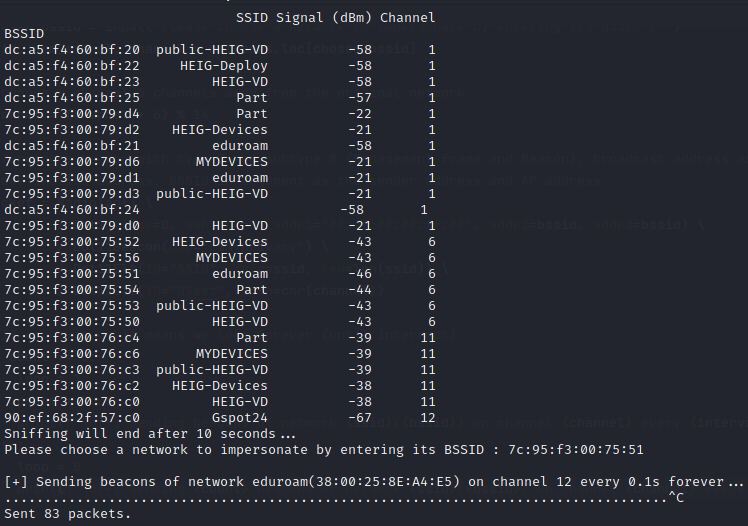 SSID Signal (dBm) Channel
BSSID
dc:a5:f4:60:bf:20 public-HEIG-VD -58 1
dc:a5:f4:60:bf:22 HEIG-Deploy -58 1
dc:a5:f4:60:bf:23 HEIG-VD -58 1
dc:a5:f4:60:bf:25 Part -57 1
7c:95:f3:00:79:d4 Part -22 1
7c:95:f3:00:79:d2 HEIG-Devices -21 1
dc:a5:f4:60:bf:21 eduroam -58 1
7c:95:f3:00:79:d6 MYDEVICES -21 1
7c:95:f3:00:79:d1 eduroam -21 1
7c:95:f3:00:79:d3 public-HEIG-VD -21 1
dc:a5:f4:60:bf:24 -58 1
7c:95:f3:00:79:d0 HEIG-VD -21 1
7c:95:f3:00:75:52 HEIG-Devices -43 6
7c:95:f3:00:75:56 MYDEVICES -43 6
7c:95:f3:00:75:51 eduroam -46 6
7c:95:f3:00:75:54 Part -44 6
7c:95:f3:00:75:53 public-HEIG-VD -43 6
7c:95:f3:00:75:50 HEIG-VD -43 6
7c:95:f3:00:76:c4 Part -39 11
7c:95:f3:00:76:c6 MYDEVICES -39 11
7c:95:f3:00:76:c3 public-HEIG-VD -39 11
7c:95:f3:00:76:c2 HEIG-Devices -38 11
7c:95:f3:00:76:c0 HEIG-VD -38 11
90:ef:68:2f:57:c0 Gspot24 -67 12
Sniffing will end after 10 seconds...
Please choose a network to impersonate by entering its BSSID : 7c:95:f3:00:75:51
[+] Sending beacons of network eduroam(38:00:25:8E:A4:E5) on channel 12 every 0.1s forever...
...................................................................................^C
Sent 83 packets.